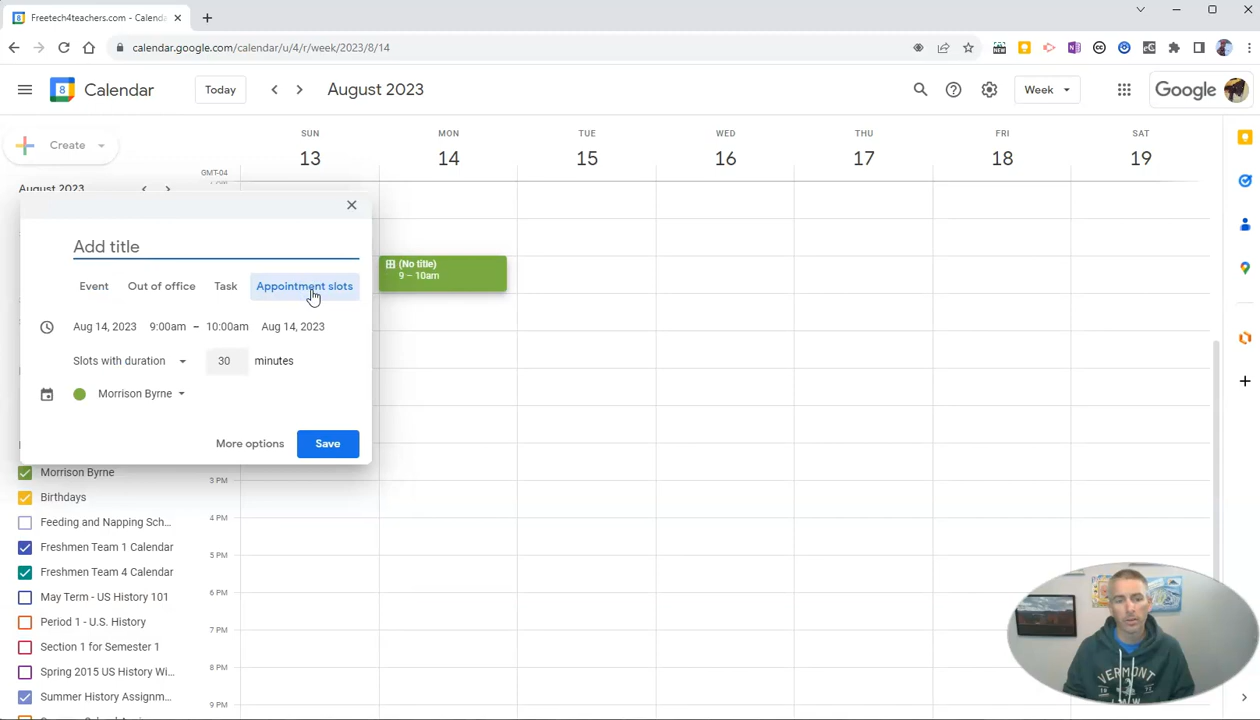 Freetech4teachers.com - Calenda
calendar.google.com/calendar/u/4/r/week/2023/8/14
8 Calendar Today August 2023 Week Google
Create
August 2023
GMT-04
SUN MON TUE WED THU FRI SAT
13 14 15 16 17 18 19
Add title
Event Out of office Task Appointment slots
Aug 14, 2023 9:00am – 10:00am Aug 14, 2023
Slots with duration 30 minutes
Morrison Byrne
More options Save
(No title)
9 – 10am
Morrison Byrne
Birthdays
Feeding and Napping Sch...
Freshmen Team 1 Calendar
Freshmen Team 4 Calendar
May Term - US History 101
Period 1 - U.S. History
Section 1 for Semester 1
Spring 2015 US History Wi...
Summer History Assignm...
3 PM
4 PM
5 PM
6 PM
7 PM
8 PM
9 PM
VERMONT